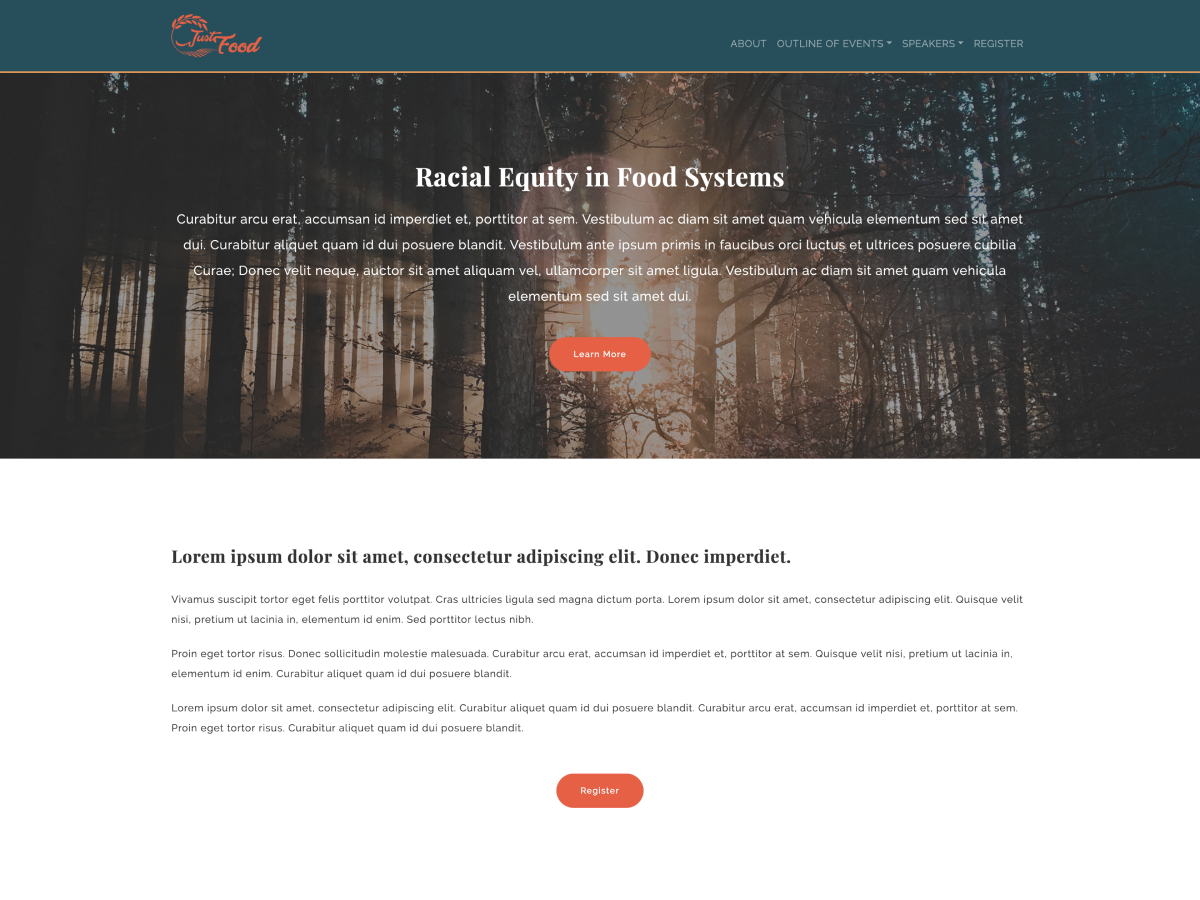 Just Food
ABOUT OUTLINE OF EVENTS SPEAKERS REGISTER
Racial Equity in Food Systems
Curabitur arcu erat, accumsan id imperdiet et, porttitor at sem. Vestibulum ac diam sit amet quam vehicula elementum sed sit amet
dui. Curabitur aliquet quam id dui posuere blandit. Vestibulum ante ipsum primis in faucibus orci luctus et ultrices posuere cubilia
Curae; Donec velit neque, auctor sit amet aliquam vel, ullamcorper sit amet ligula. Vestibulum ac diam sit amet quam vehicula
elementum sed sit amet dui.
Learn More
Lorem ipsum dolor sit amet, consectetur adipiscing elit. Donec imperdiet.
Vivamus suscipit tortor eget felis porttitor volutpat. Cras ultricies ligula sed magna dictum porta. Lorem ipsum dolor sit amet, consectetur adipiscing elit. Quisque velit
nisi, pretium ut lacinia in, elementum id enim. Sed porttitor lectus nibh.
Proin eget tortor risus. Donec sollicitudin molestie malesuada. Curabitur arcu erat, accumsan id imperdiet et, porttitor at sem. Quisque velit nisi, pretium ut lacinia in,
elementum id enim. Curabitur aliquet quam id dui posuere blandit.
Lorem ipsum dolor sit amet, consectetur adipiscing elit. Curabitur aliquet quam id dui posuere blandit. Curabitur arcu erat, accumsan id imperdiet et, porttitor at sem.
Proin eget tortor risus. Curabitur aliquet quam id dui posuere blandit.
Register